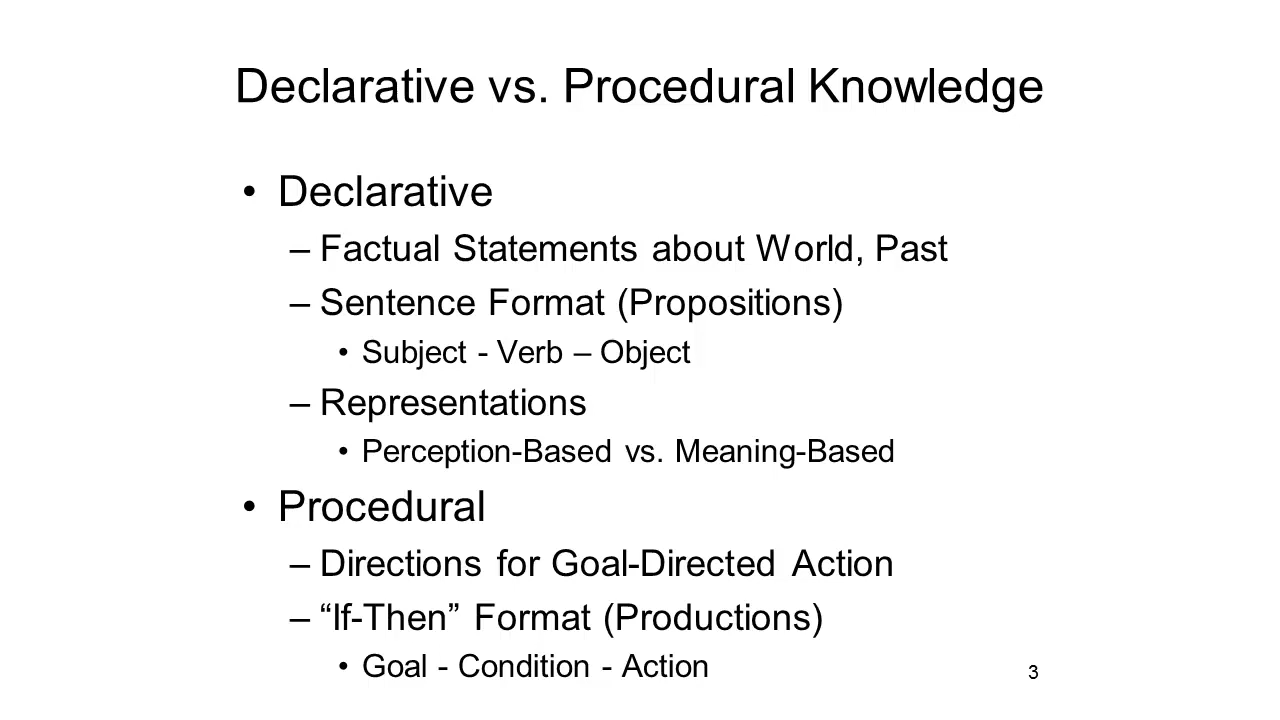 Declarative vs. Procedural Knowledge
• Declarative
– Factual Statements about World, Past
– Sentence Format (Propositions)
• Subject - Verb – Object
– Representations
• Perception-Based vs. Meaning-Based
• Procedural
– Directions for Goal-Directed Action
– “If-Then” Format (Productions)
• Goal - Condition - Action
3